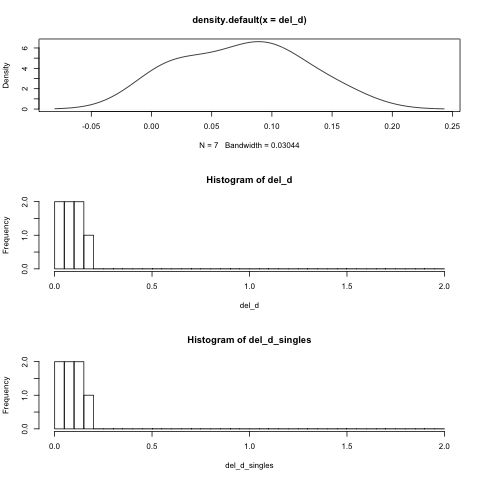 density.default(x = del_d)
Density
0 2 4 6
-0.05 0.00 0.05 0.10 0.15 0.20 0.25
N = 7 Bandwidth = 0.03044
Histogram of del_d
Frequency
0.0 1.0 2.0
0.0 0.5 1.0 1.5 2.0
del_d
Histogram of del_d_singles
Frequency
0.0 1.0 2.0
0.0 0.5 1.0 1.5 2.0
del_d_singles